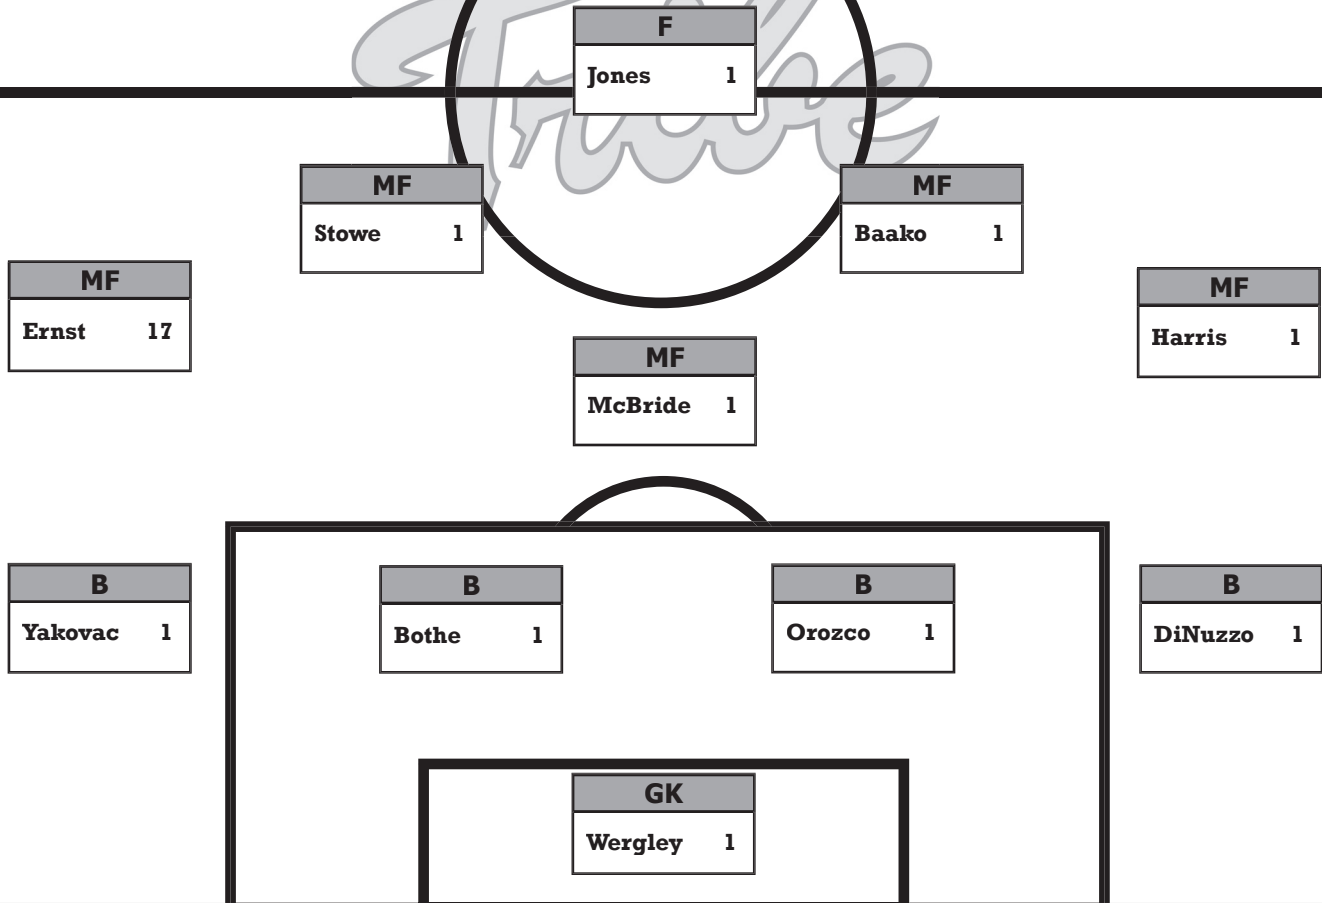 Tribe
F
Jones 1
MF
Stowe 1
MF
Baako 1
MF
Ernst 17
MF
Harris 1
MF
McBride 1
B
Yakovac 1
B
Bothe 1
B
Orozco 1
B
DiNuzzo 1
GK
Wergley 1